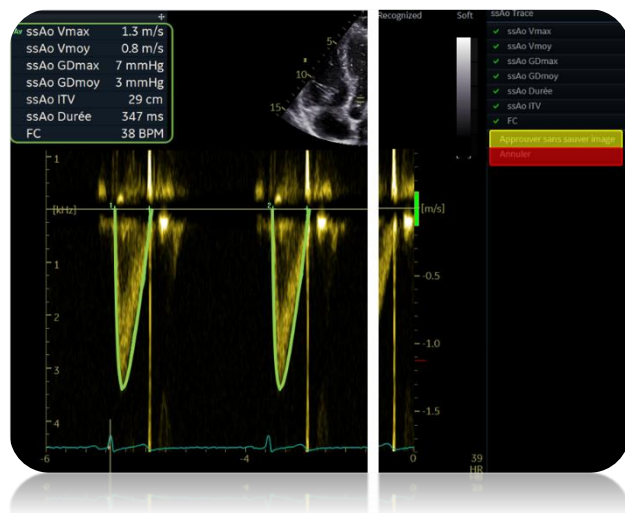 Av ssAo Vmax 1.3 m/s
ssAo Vmoy 0.8 m/s
ssAo GDmax 7 mmHg
ssAo GDmoy 3 mmHg
ssAo ITV 29 cm
ssAo Durée 347 ms
FC 38 BPM
5
10
15
Recognized
Soft
ssAo Trace
ssAo Vmax
ssAo Vmoy
ssAo GDmax
ssAo GDmoy
ssAo Durée
ssAo ITV
FC
Approuver sans sauver image
Annuler
1
[kHz]
1
2
3
4
1
2
[m/s]
-0.5
-1.0
-1.5
-6
-4
0
39
HR